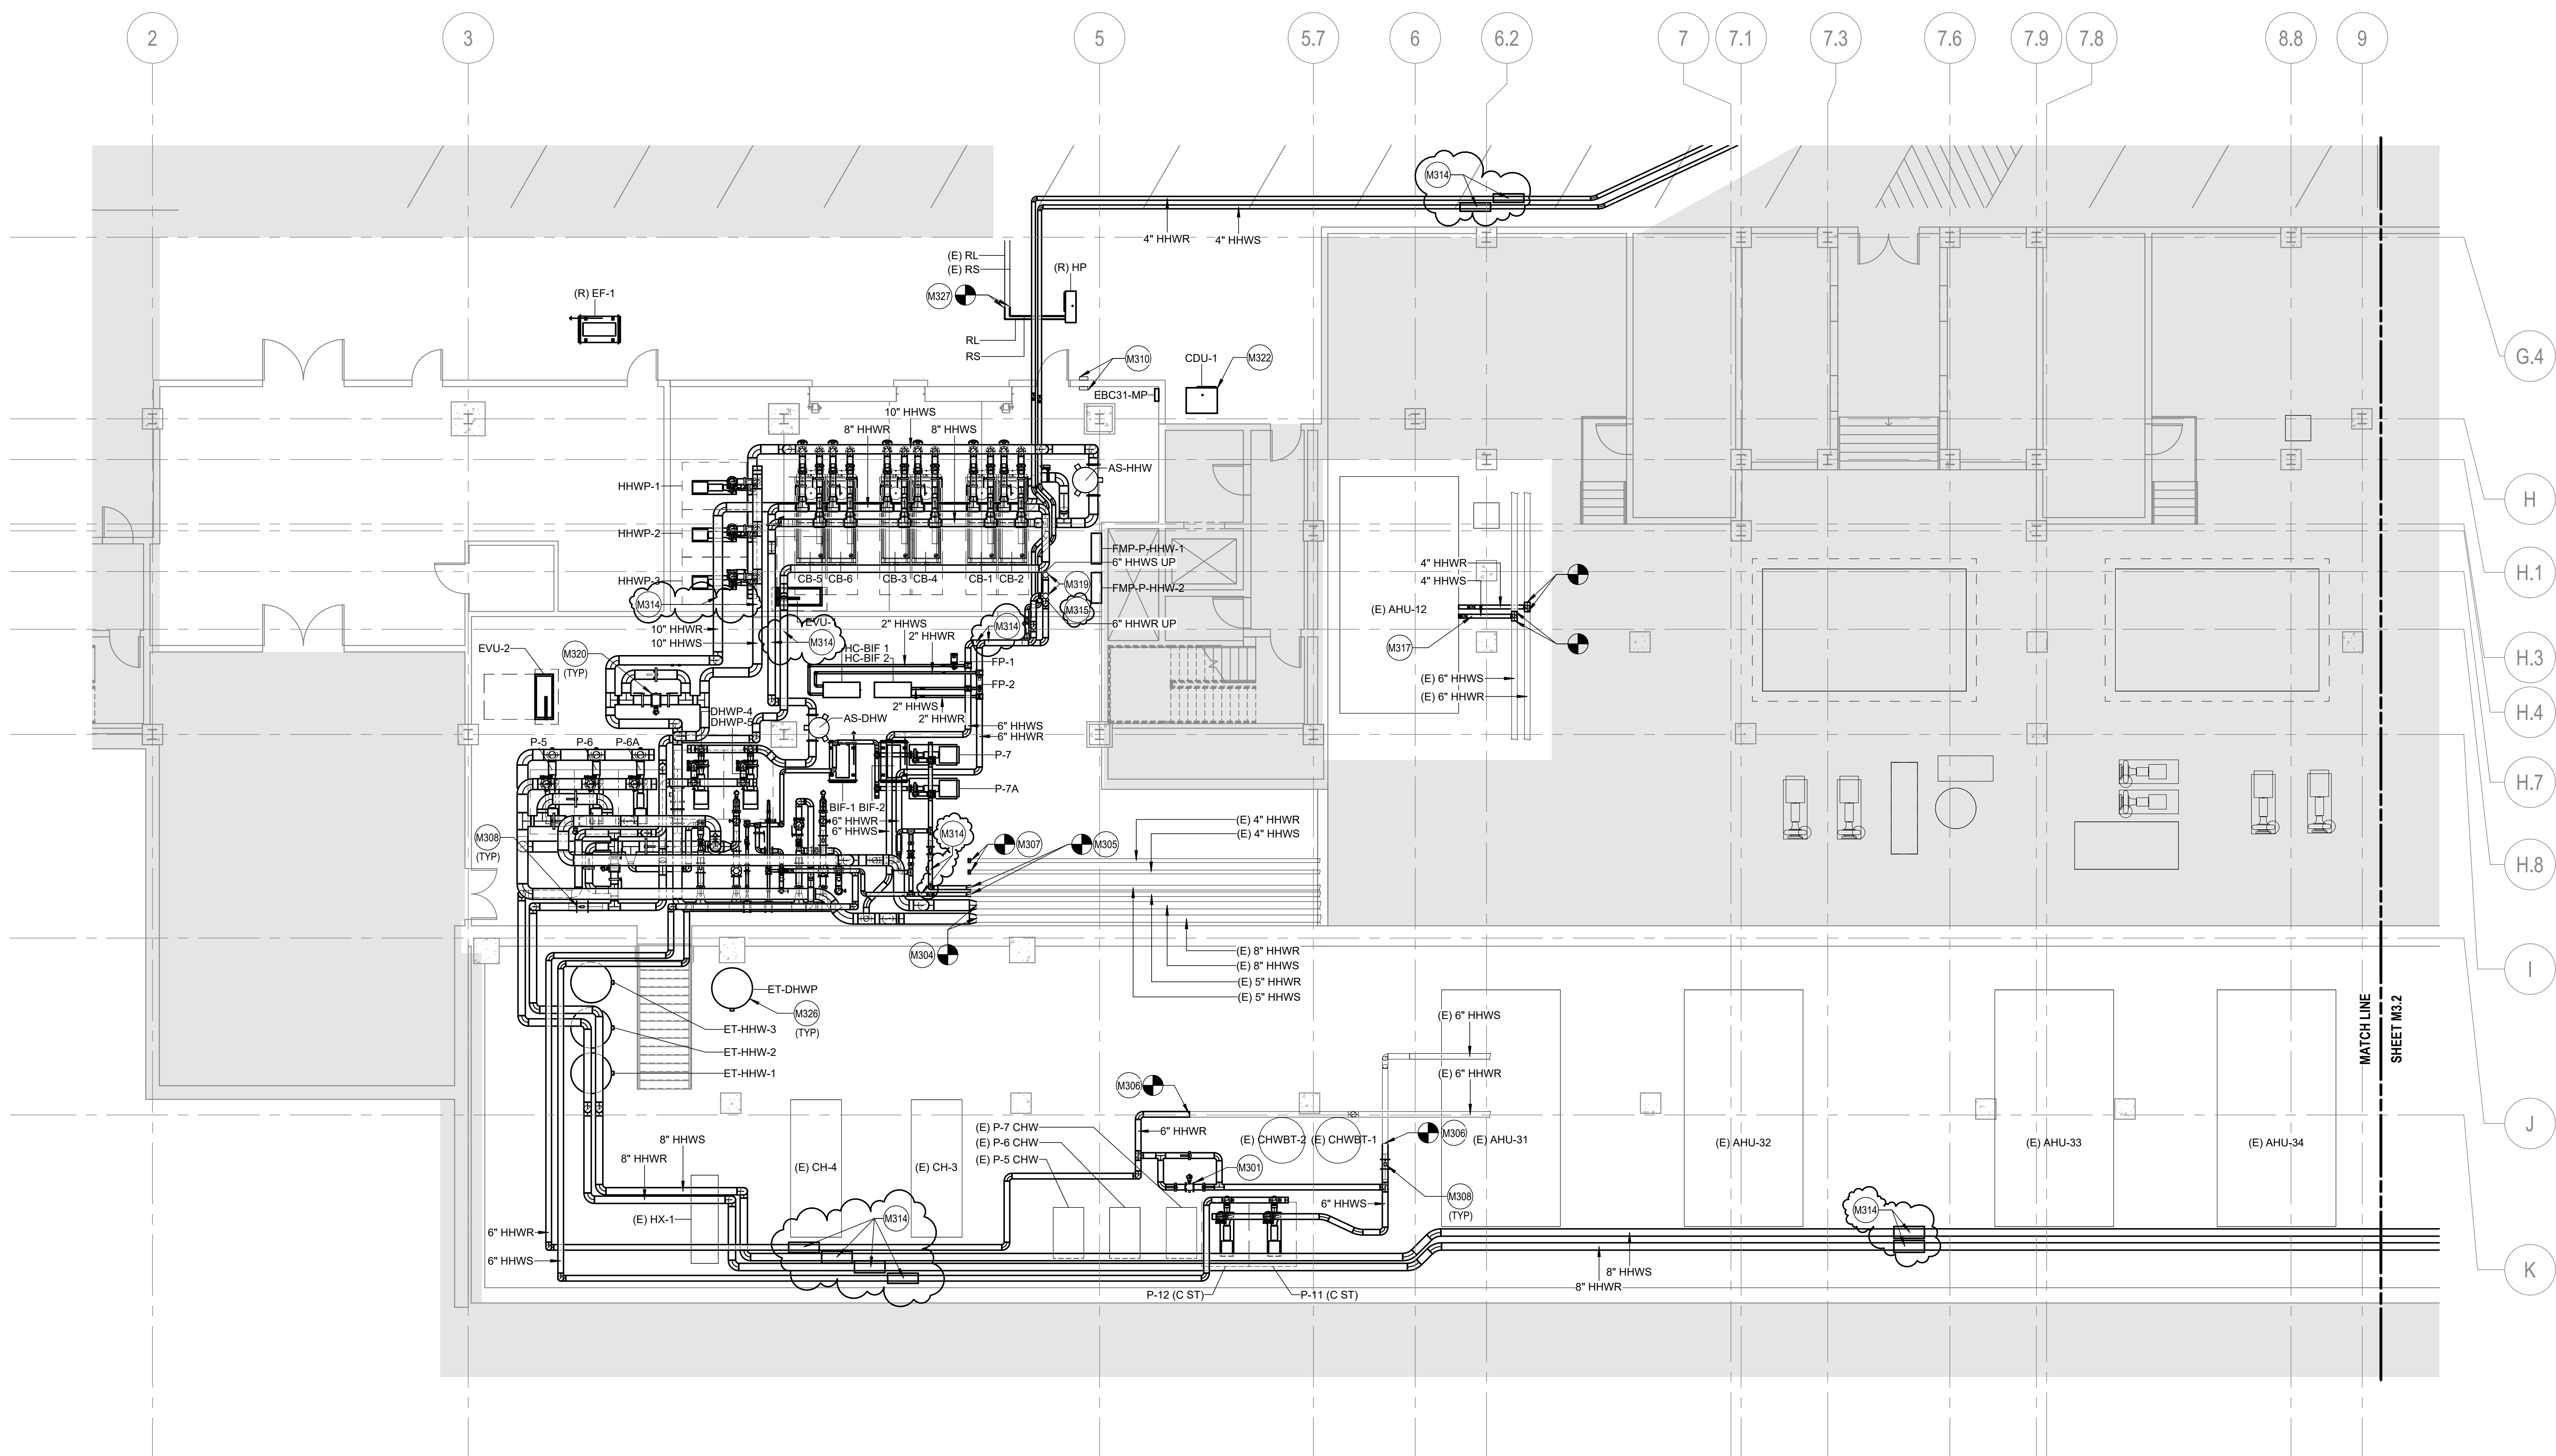 2
3
5
5.7
6
6.2
7
7.1
7.3
7.6
7.9
7.8
8.8
9
M314
4" HHWR
4" HHWS
(E) RL
(E) RS
(R) HP
M327
(R) EF-1
RL
RS
M310
CDU-1
M322
EBC31-MP
G.4
10" HHWS
8" HHWR
8" HHWS
AS-HHW
HHWP-1
H
HHWP-2
FMP-P-HHW-1
6" HHWS UP
4" HHWR
4" HHWS
H.1
HHWP-3
CB-5
CB-6
CB-3
CB-4
CB-1
CB-2
M319
FMP-P-HHW-2
M314
M315
(E) AHU-12
EVU-1
6" HHWR UP
10" HHWR
10" HHWS
M314
2" HHWS
2" HHWR
M314
M317
EVU-2
M320
(TYP)
HC-BIF 1
HC-BIF 2
FP-1
H.3
FP-2
(E) 6" HHWS
(E) 6" HHWR
2" HHWS
2" HHWR
DHWP-4
DHWP-5
AS-DHW
6" HHWS
6" HHWR
H.4
P-5
P-6
P-6A
P-7
H.7
P-7A
BIF-1
BIF-2
6" HHWR
6" HHWS
(E) 4" HHWR
(E) 4" HHWS
M308
(TYP)
M314
M307
M305
H.8
M304
(E) 8" HHWR
(E) 8" HHWS
(E) 5" HHWR
(E) 5" HHWS
I
ET-DHWP
M326
(TYP)
ET-HHW-3
ET-HHW-2
ET-HHW-1
(E) 6" HHWS
(E) 6" HHWR
MATCH LINE
SHEET M3.2
M306
(E) P-7 CHW
(E) P-6 CHW
(E) P-5 CHW
6" HHWR
(E) CHWBT-2
(E) CHWBT-1
M306
(E) AHU-31
(E) AHU-32
(E) AHU-33
(E) AHU-34
J
8" HHWS
8" HHWR
(E) CH-4
(E) CH-3
M301
M308
(TYP)
6" HHWS
(E) HX-1
M314
M314
6" HHWR
6" HHWS
8" HHWS
8" HHWR
P-12 (C ST)
P-11 (C ST)
K